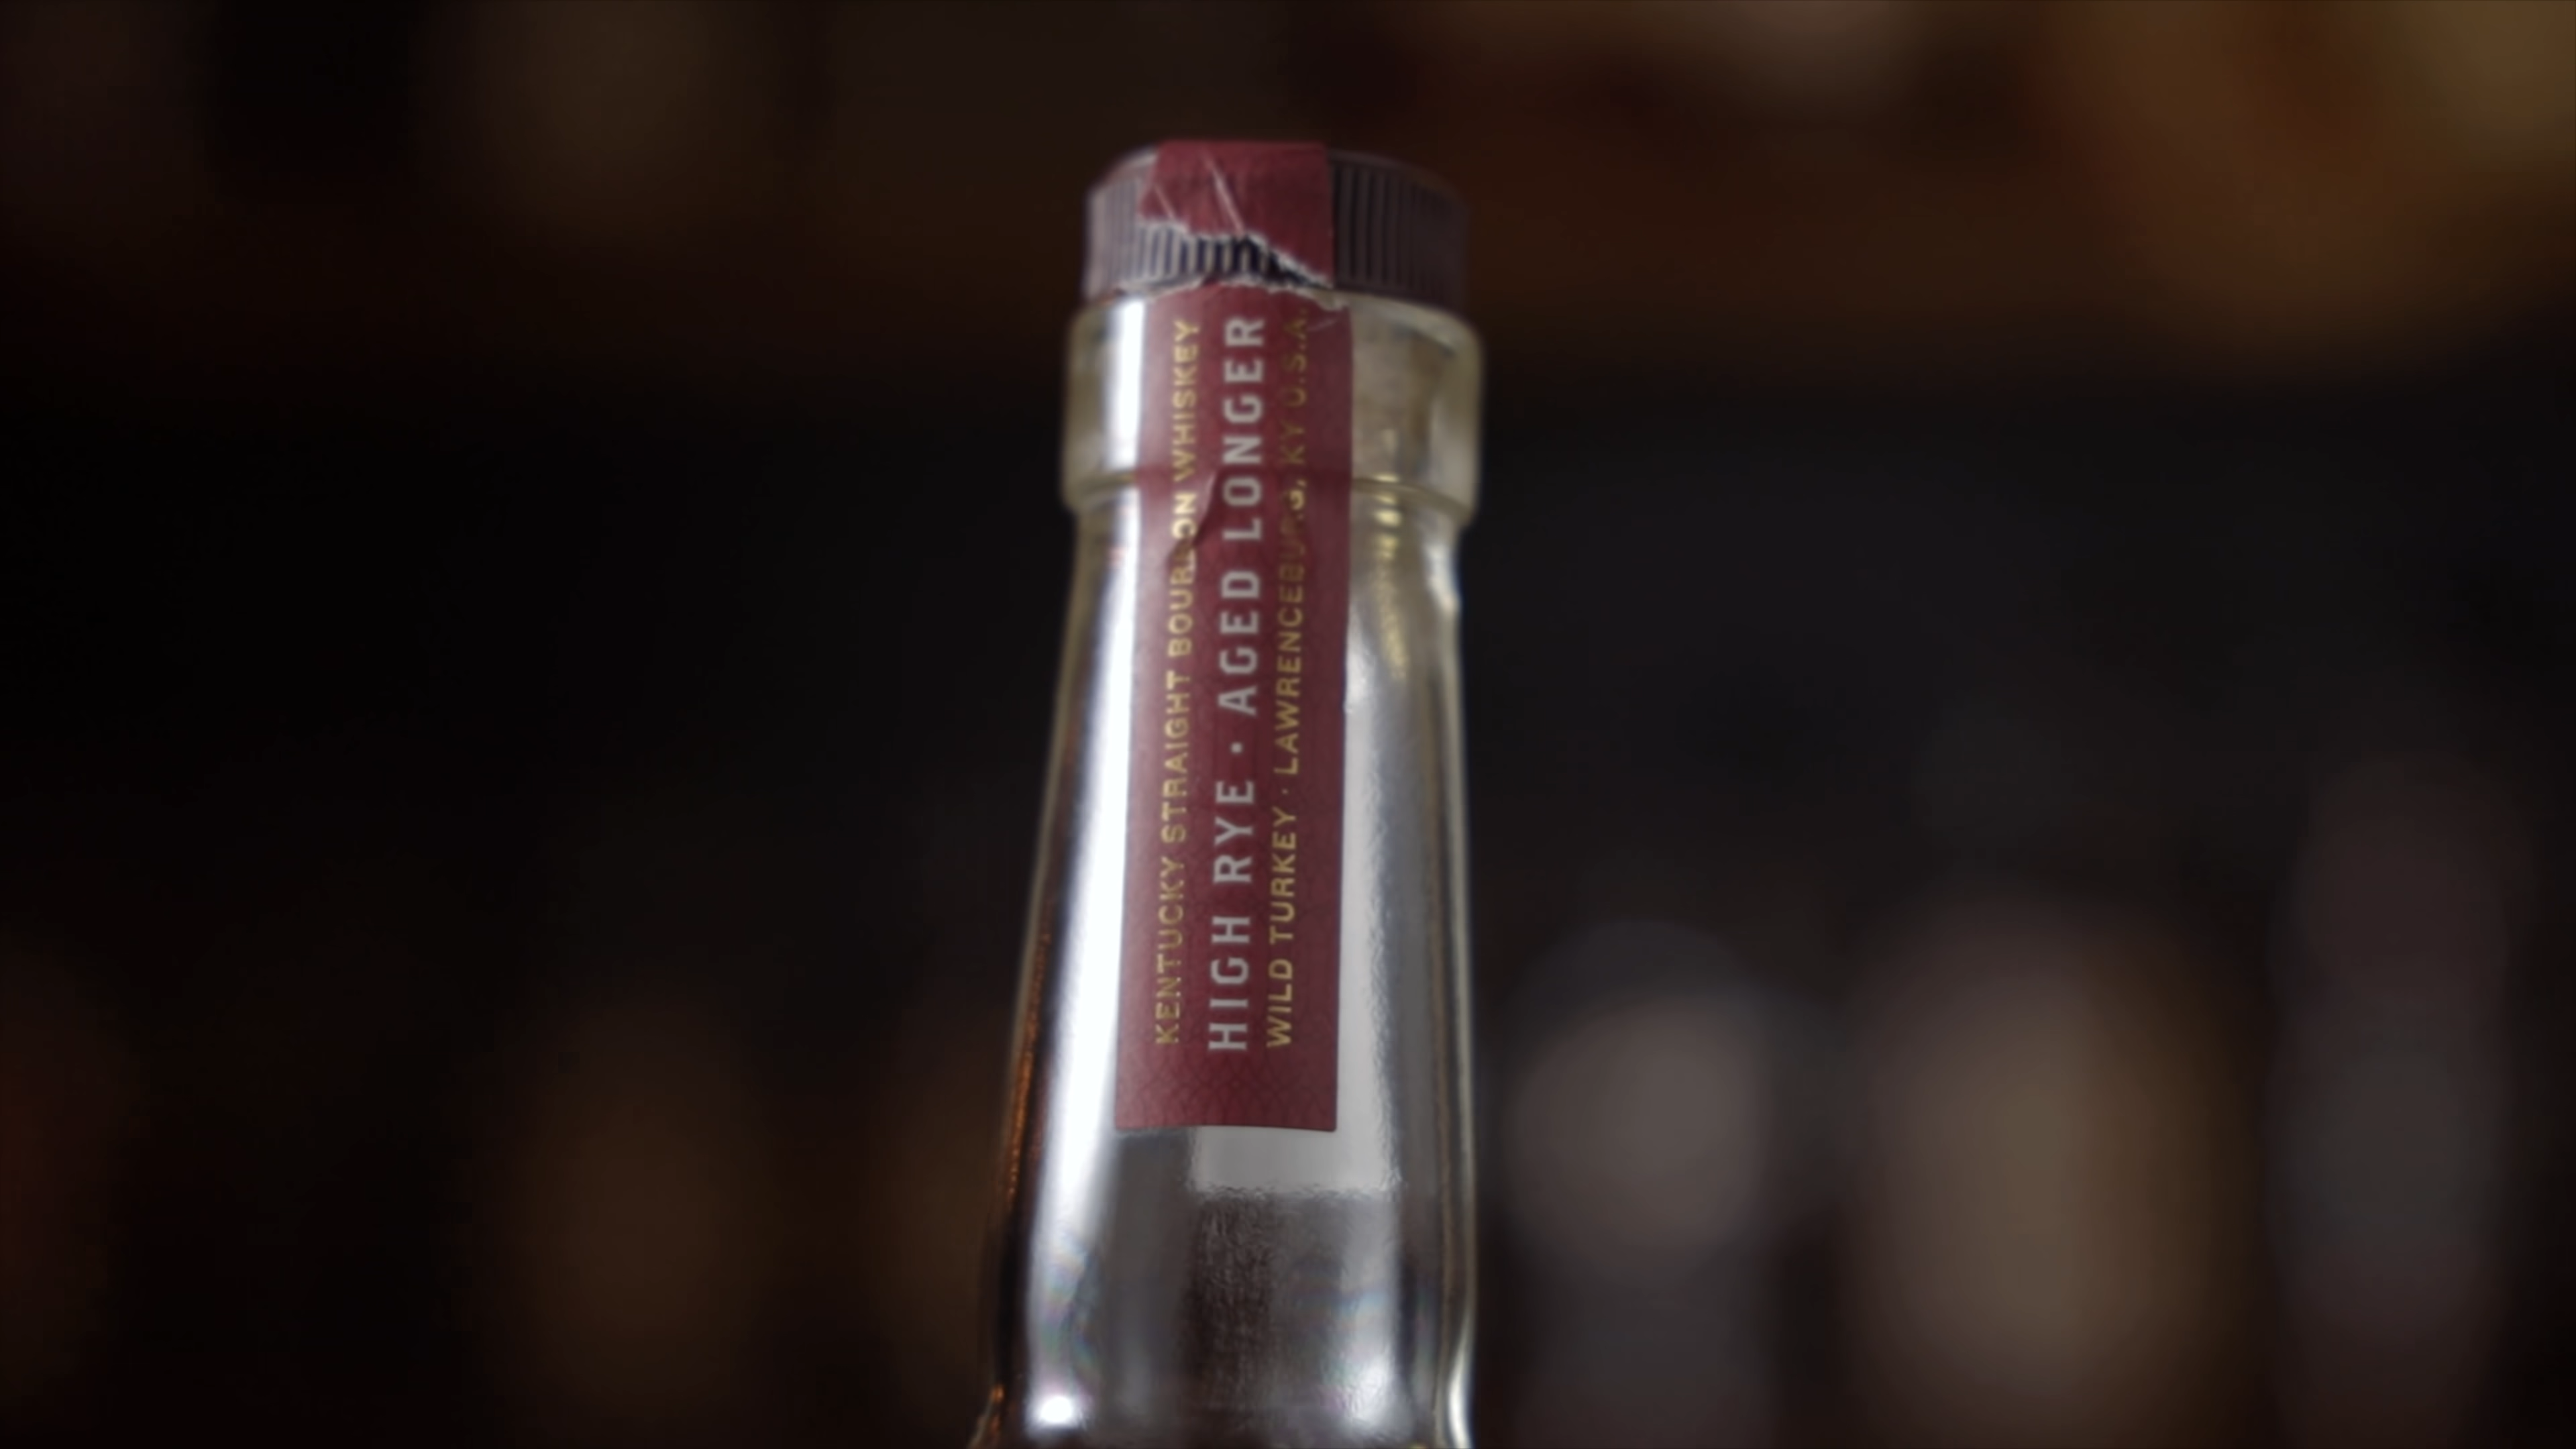 KENTUCKY STRAIGHT BOURBON WHISKEY
HIGH RYE · AGED LONGER
WILD TURKEY · LAWRENCEBURG, KY U.S.A.